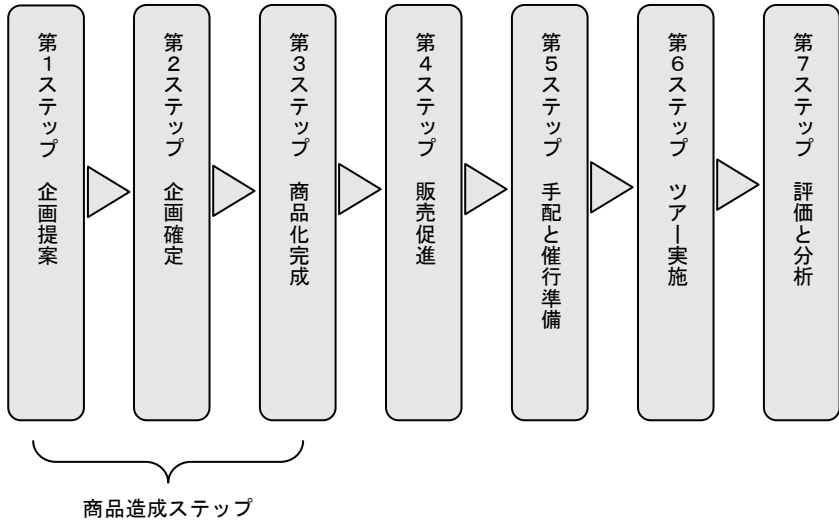 第１ステップ　企画提案
第２ステップ　企画確定
第３ステップ　商品化完成
第４ステップ　販売促進
第５ステップ　手配と催行準備
第６ステップ　ツアー実施
第７ステップ　評価と分析
商品造成ステップ